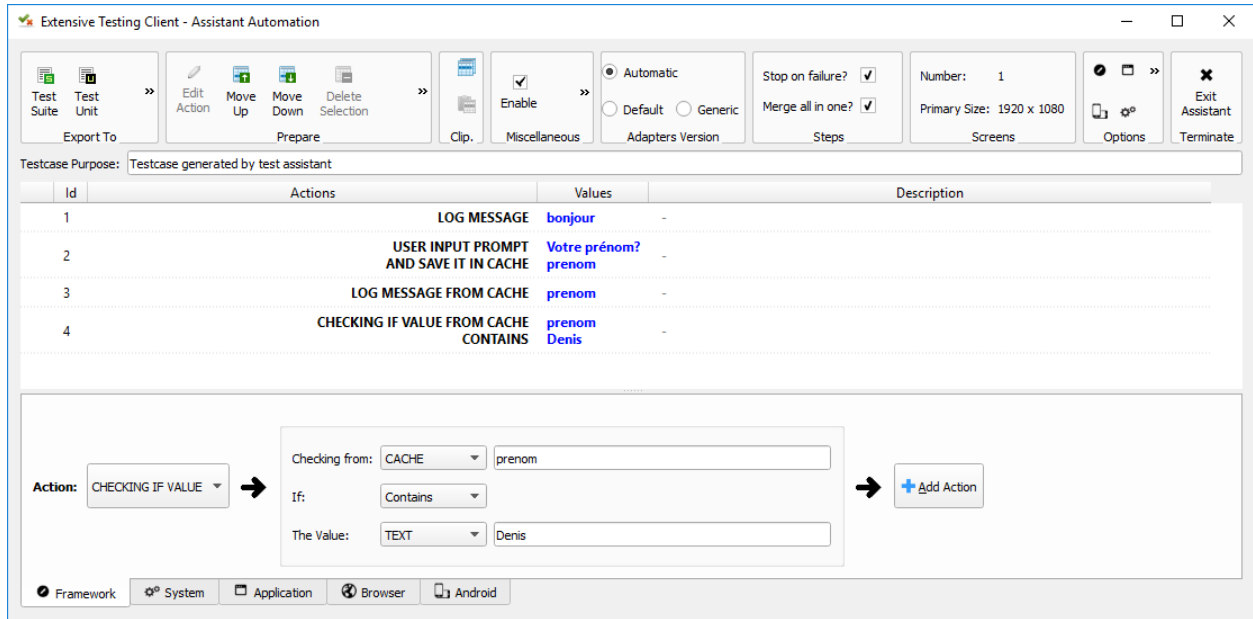 Extensive Testing Client - Assistant Automation
Test Suite
Test Unit
»
Export To
Edit Action
Move Up
Move Down
Delete Selection
»
Prepare
Clip.
Enable
»
Miscellaneous
Automatic
Default Generic
Adapters Version
Stop on failure?
Merge all in one?
Steps
Number: 1
Primary Size: 1920 x 1080
Screens
»
Options
Exit Assistant
Terminate
Testcase Purpose: Testcase generated by test assistant
Id Actions Values Description
1 LOG MESSAGE bonjour -
2 USER INPUT PROMPT Votre prénom? -
AND SAVE IT IN CACHE prenom
3 LOG MESSAGE FROM CACHE prenom -
4 CHECKING IF VALUE FROM CACHE prenom -
CONTAINS Denis
Checking from: CACHE prenom
Action: CHECKING IF VALUE
If: Contains
Add Action
The Value: TEXT Denis
Framework System Application Browser Android